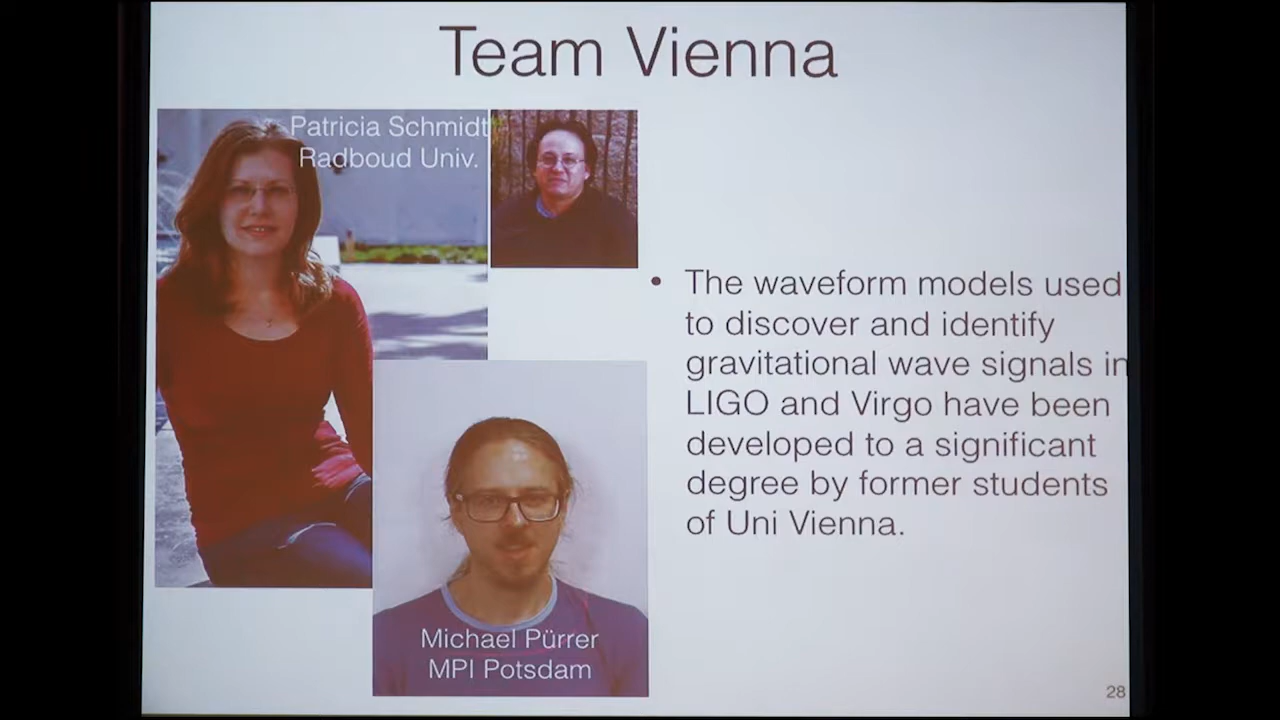 Team Vienna
Patricia Schmidt
Radboud Univ.
• The waveform models used
to discover and identify
gravitational wave signals in
LIGO and Virgo have been
developed to a significant
degree by former students
of Uni Vienna.
Michael Pürrer
MPI Potsdam
28